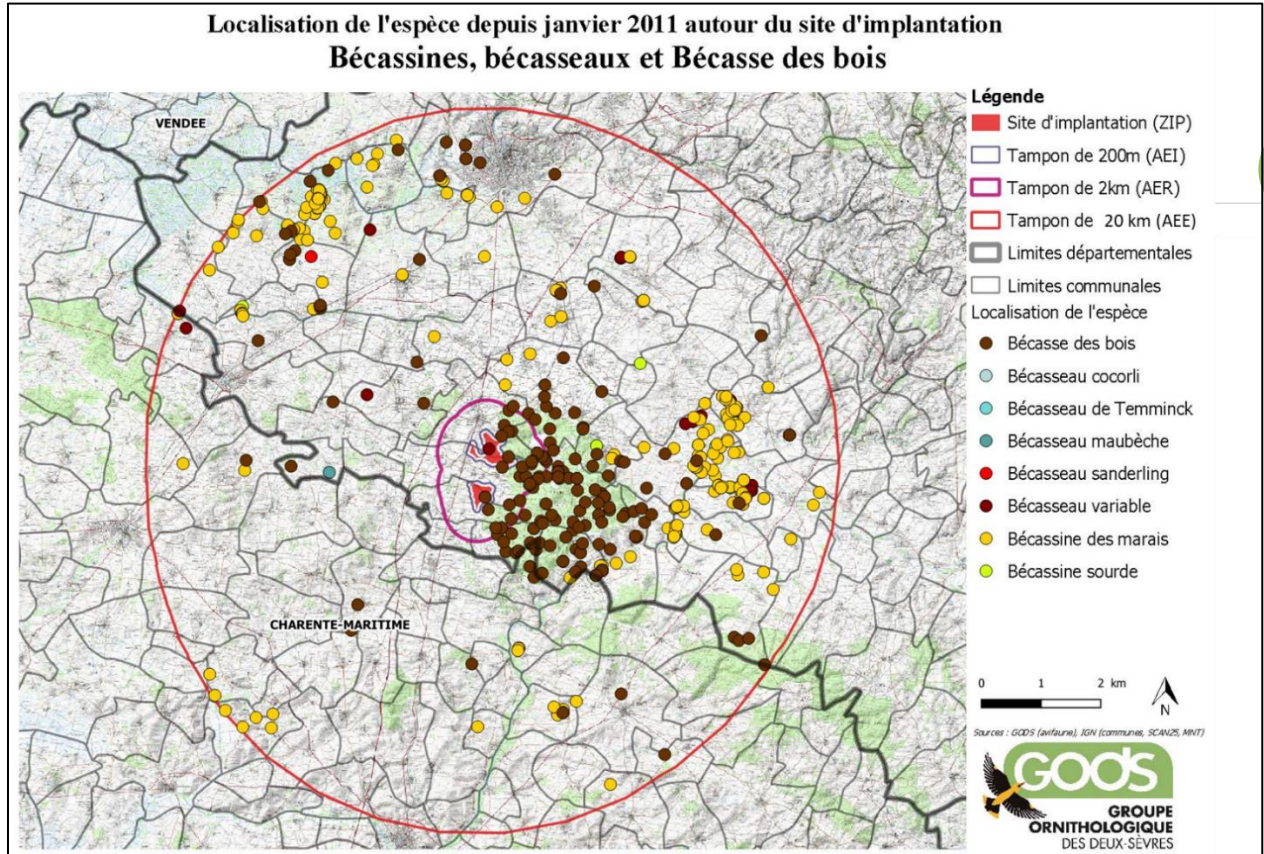 Localisation de l'espèce depuis janvier 2011 autour du site d'implantation
Bécassines, bécasseaux et Bécasse des bois
VENDEE
CHARENTE-MARITIME
Légende
Site d'implantation (ZIP)
Tampon de 200m (AEI)
Tampon de 2km (AER)
Tampon de 20 km (AEE)
Limites départementales
Limites communales
Localisation de l'espèce
Bécasse des bois
Bécasseau cocorli
Bécasseau de Temminck
Bécasseau maubèche
Bécasseau sanderling
Bécasseau variable
Bécassine des marais
Bécassine sourde
0 1 2 km
N
Sources : GODS (avifaune), IGN (communes, SCAN25, MNT)
GODS
GROUPE
ORNITHOLOGIQUE
DES DEUX-SÈVRES